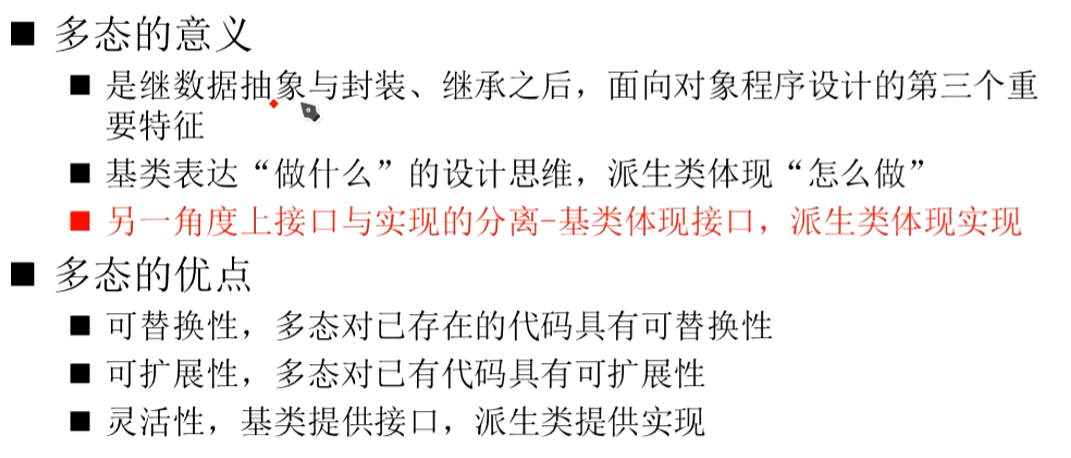 多态的意义
是继数据抽象与封装、继承之后，面向对象程序设计的第三个重
要特征
基类表达“做什么”的设计思维，派生类体现“怎么做”
另一角度上接口与实现的分离-基类体现接口，派生类体现实现
多态的优点
可替换性，多态对已存在的代码具有可替换性
可扩展性，多态对已有代码具有可扩展性
灵活性，基类提供接口，派生类提供实现